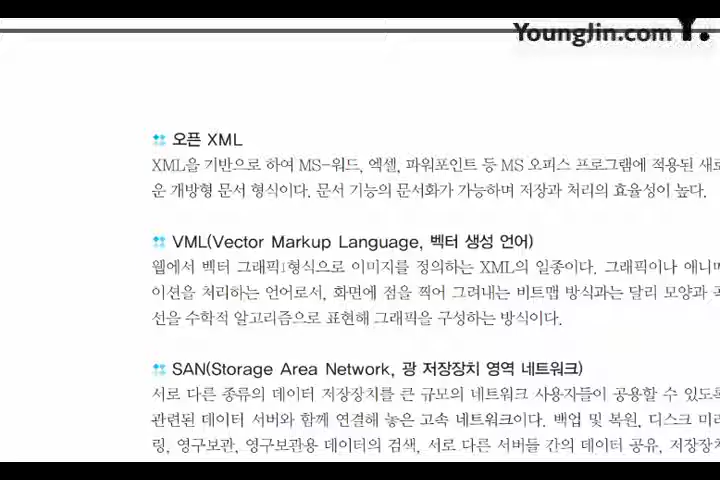 YoungJin.com Y.
오픈 XML
XML을 기반으로 하여 MS-워드, 엑셀, 파워포인트 등 MS 오피스 프로그램에 적용된 새로
운 개방형 문서 형식이다. 문서 기능의 문서화가 가능하며 저장과 처리의 효율성이 높다.
VML(Vector Markup Language, 벡터 생성 언어)
웹에서 벡터 그래픽 형식으로 이미지를 정의하는 XML의 일종이다. 그래픽이나 애니메
이션을 처리하는 언어로서, 화면에 점을 찍어 그려내는 비트맵 방식과는 달리 모양과 곡
선을 수학적 알고리즘으로 표현해 그래픽을 구성하는 방식이다.
SAN(Storage Area Network, 광 저장장치 영역 네트워크)
서로 다른 종류의 데이터 저장장치를 큰 규모의 네트워크 사용자들이 공용할 수 있도록
관련된 데이터 서버와 함께 연결해 놓은 고속 네트워크이다. 백업 및 복원, 디스크 미러
링, 영구보관, 영구보관용 데이터의 검색, 서로 다른 서버들 간의 데이터 공유, 저장장치